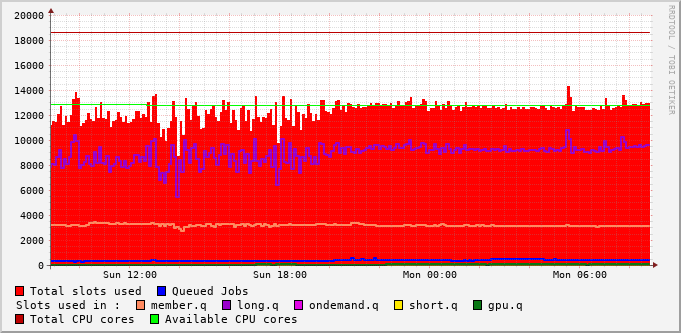 20000
18000
16000
14000
12000
10000
8000
6000
4000
2000
0
Sun 12:00 Sun 18:00 Mon 00:00 Mon 06:00
RRDTOOL / TOBI OETIKER
Total slots used Queued Jobs
Slots used in : member.q long.q ondemand.q short.q gpu.q
Total CPU cores Available CPU cores